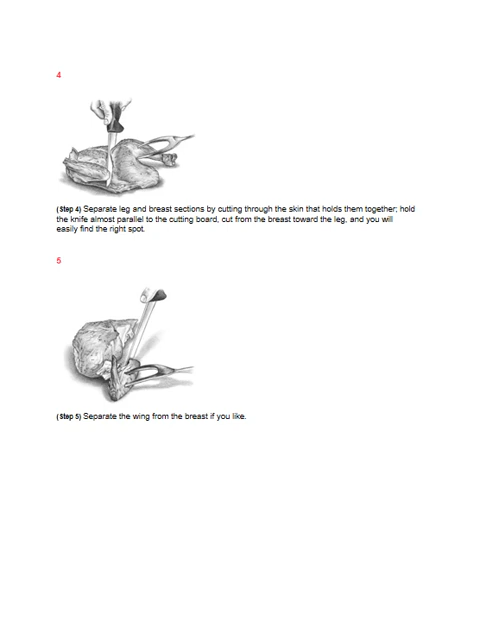 4
(Step 4) Separate leg and breast sections by cutting through the skin that holds them together; hold
the knife almost parallel to the cutting board, cut from the breast toward the leg, and you will
easily find the right spot.
5
(Step 5) Separate the wing from the breast if you like.